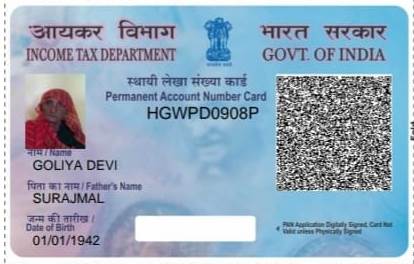 आयकर विभाग
INCOME TAX DEPARTMENT
भारत सरकार
GOVT. OF INDIA
स्थायी लेखा संख्या कार्ड
Permanent Account Number Card
HGWPD0908P
नाम / Name
GOLIYA DEVI
पिता का नाम / Father's Name
SURAJMAL
जन्म की तारीख /
Date of Birth
01/01/1942
PAN Application Digitally Signed, Card Not
Valid unless Physically Signed